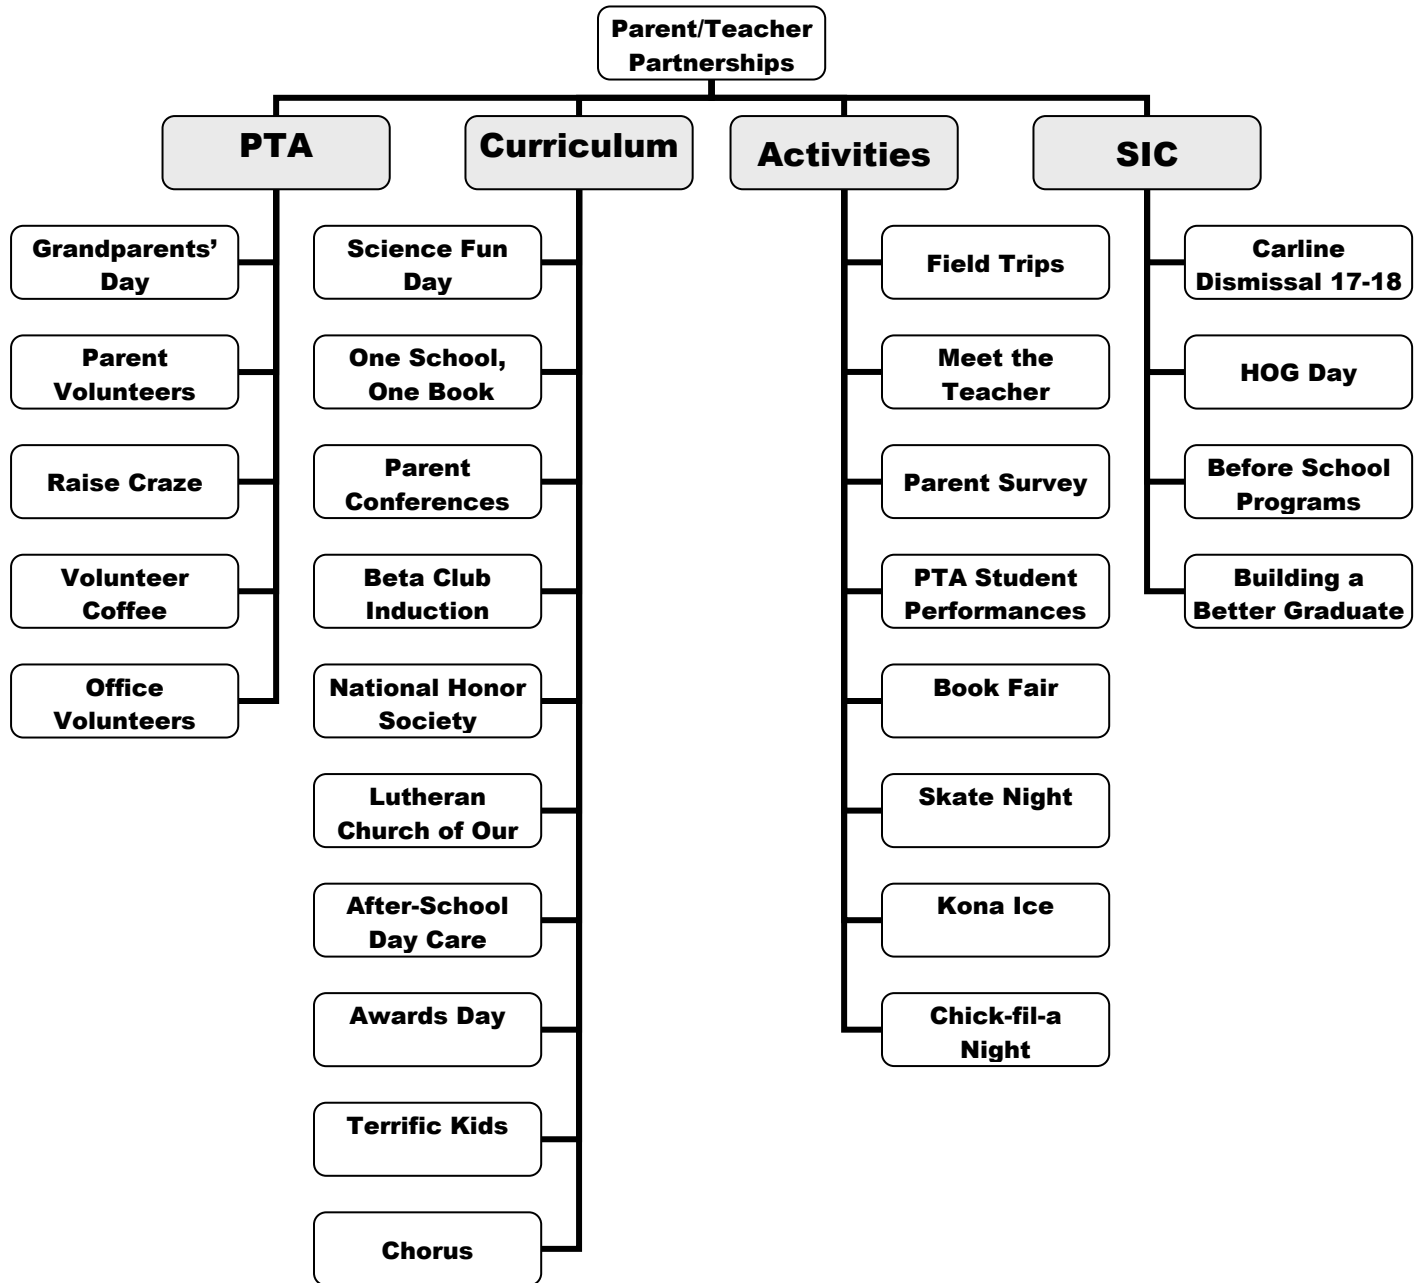 Parent/Teacher
Partnerships
PTA
Curriculum
Activities
SIC
Grandparents’
Day
Parent
Volunteers
Raise Craze
Volunteer
Coffee
Office
Volunteers
Science Fun
Day
One School,
One Book
Parent
Conferences
Beta Club
Induction
National Honor
Society
Lutheran
Church of Our
After-School
Day Care
Awards Day
Terrific Kids
Chorus
Field Trips
Meet the
Teacher
Parent Survey
PTA Student
Performances
Book Fair
Skate Night
Kona Ice
Chick-fil-a
Night
Carline
Dismissal 17-18
HOG Day
Before School
Programs
Building a
Better Graduate